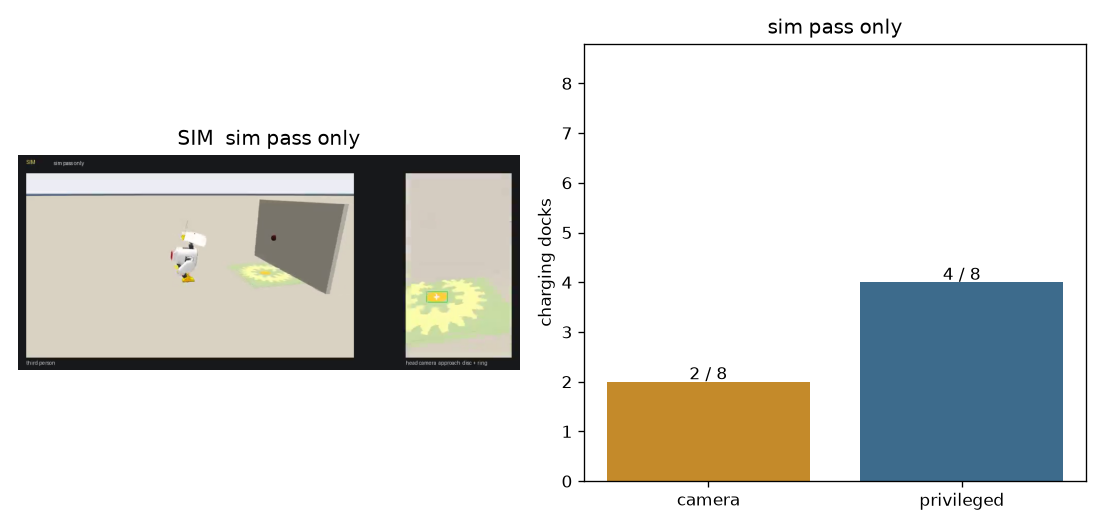 SIM  sim pass only
SIM sim pass only
third person
head camera approach disc + ring
sim pass only
charging docks
8
7
6
5
4
3
2
1
0
2 / 8
4 / 8
camera
privileged